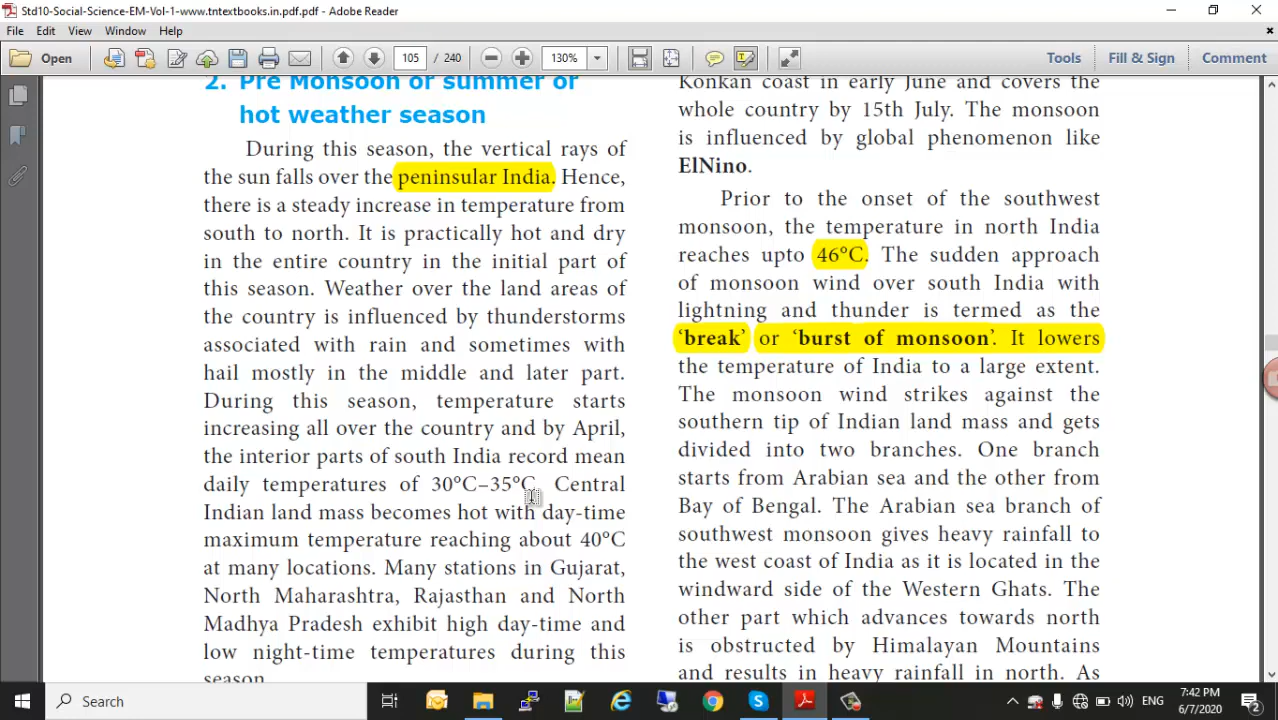 Std10-Social-Science-EM-Vol-1-www.tntextbooks.in.pdf.pdf - Adobe Reader
File Edit View Window Help
Open 105 / 240 130% Tools Fill & Sign Comment
2. Pre Monsoon or summer or
hot weather season
During this season, the vertical rays of
the sun falls over the peninsular India. Hence,
there is a steady increase in temperature from
south to north. It is practically hot and dry
in the entire country in the initial part of
this season. Weather over the land areas of
the country is influenced by thunderstorms
associated with rain and sometimes with
hail mostly in the middle and later part.
During this season, temperature starts
increasing all over the country and by April,
the interior parts of south India record mean
daily temperatures of 30°C–35°C. Central
Indian land mass becomes hot with day-time
maximum temperature reaching about 40°C
at many locations. Many stations in Gujarat,
North Maharashtra, Rajasthan and North
Madhya Pradesh exhibit high day-time and
low night-time temperatures during this
season.
Konkan coast in early June and covers the
whole country by 15th July. The monsoon
is influenced by global phenomenon like
ElNino.
Prior to the onset of the southwest
monsoon, the temperature in north India
reaches upto 46°C. The sudden approach
of monsoon wind over south India with
lightning and thunder is termed as the
‘break’ or ‘burst of monsoon’. It lowers
the temperature of India to a large extent.
The monsoon wind strikes against the
southern tip of Indian land mass and gets
divided into two branches. One branch
starts from Arabian sea and the other from
Bay of Bengal. The Arabian sea branch of
southwest monsoon gives heavy rainfall to
the west coast of India as it is located in the
windward side of the Western Ghats. The
other part which advances towards north
is obstructed by Himalayan Mountains
and results in heavy rainfall in north. As
Search
ENG
7:42 PM
6/7/2020
2